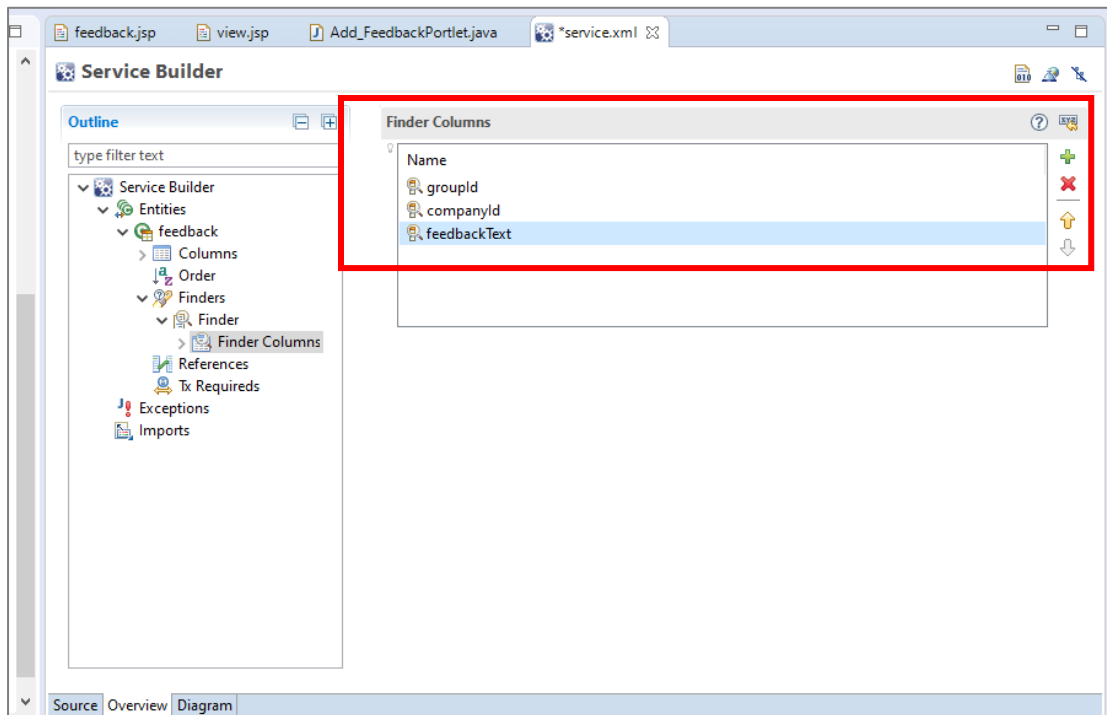 feedback.jsp view.jsp Add_FeedbackPortlet.java *service.xml
Service Builder
Outline
type filter text
Service Builder
Entities
feedback
Columns
Order
Finders
Finder
Finder Columns
References
Tx Requireds
Exceptions
Imports
Finder Columns
Name
groupId
companyId
feedbackText
Source Overview Diagram